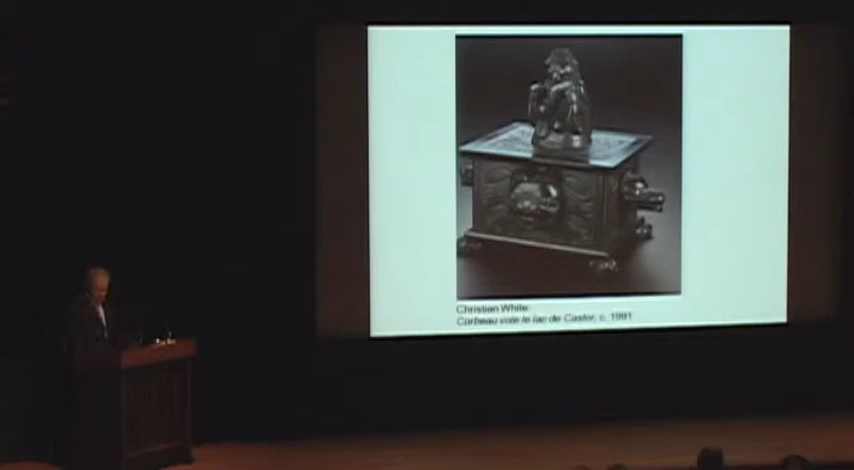 Christian White
Corbeau vole le lac de Castor, c. 1991